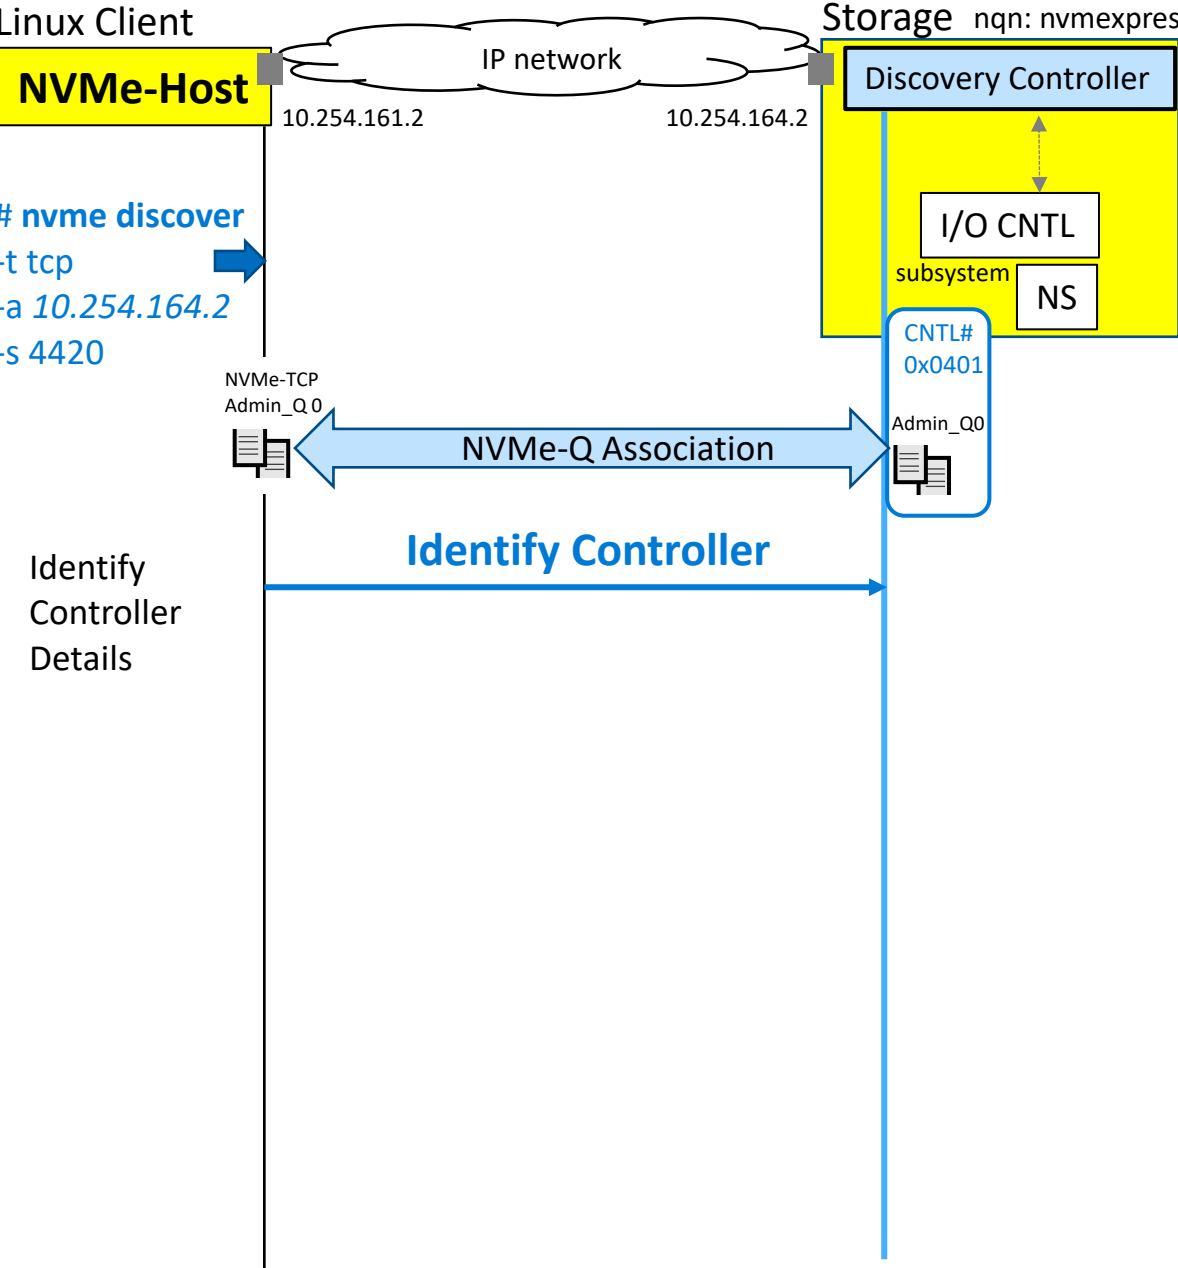 Linux Client
Storage nqn: nvmexpres
NVMe-Host
IP network
Discovery Controller
10.254.161.2
10.254.164.2
# nvme discover
-t tcp
-a 10.254.164.2
-s 4420
I/O CNTL
subsystem
NS
CNTL#
0x0401
NVMe-TCP
Admin_Q 0
Admin_Q0
NVMe-Q Association
Identify Controller
Identify
Controller
Details